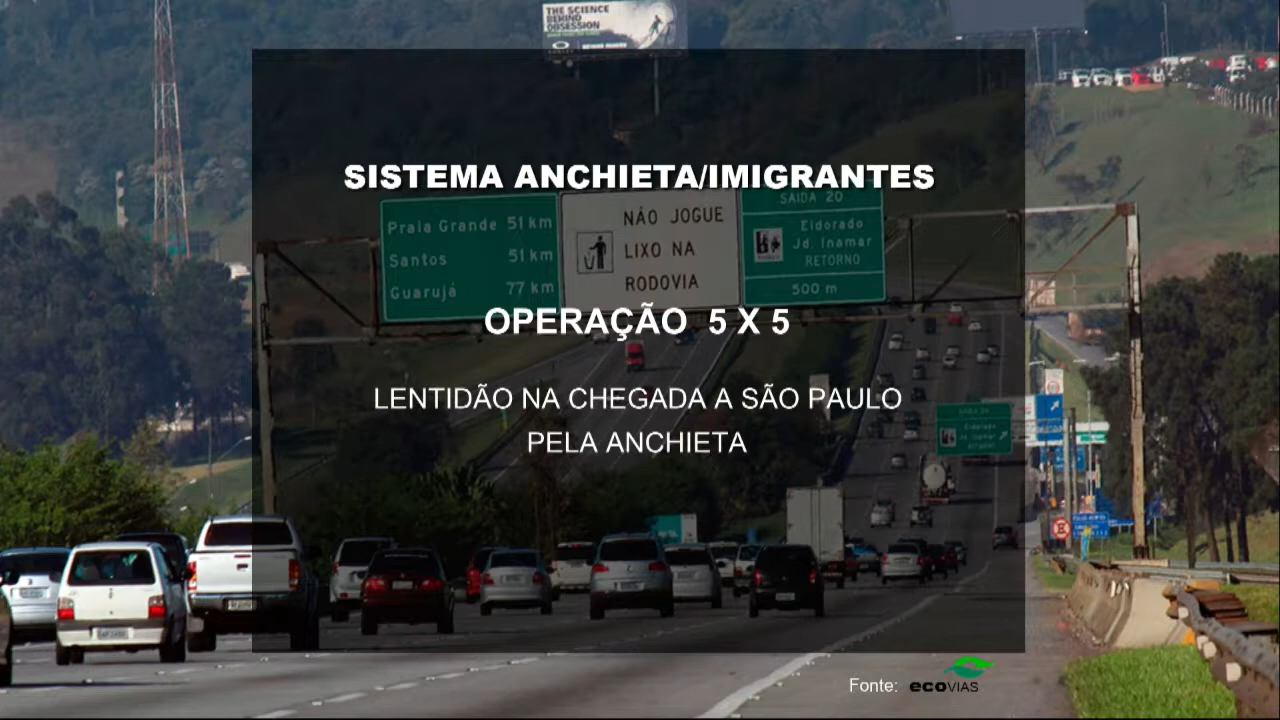 THE SCIENCE
BEHIND
OBSESSION
SISTEMA ANCHIETA/IMIGRANTES
Praia Grande 51 km
Santos 51 km
Guarujá 77 km
NÃO JOGUE
LIXO NA
RODOVIA
SAÍDA 20
Eldorado
Jd. Inamar
RETORNO
500 m
OPERAÇÃO 5 X 5
LENTIDÃO NA CHEGADA A SÃO PAULO
PELA ANCHIETA
Fonte: ecoVIAS